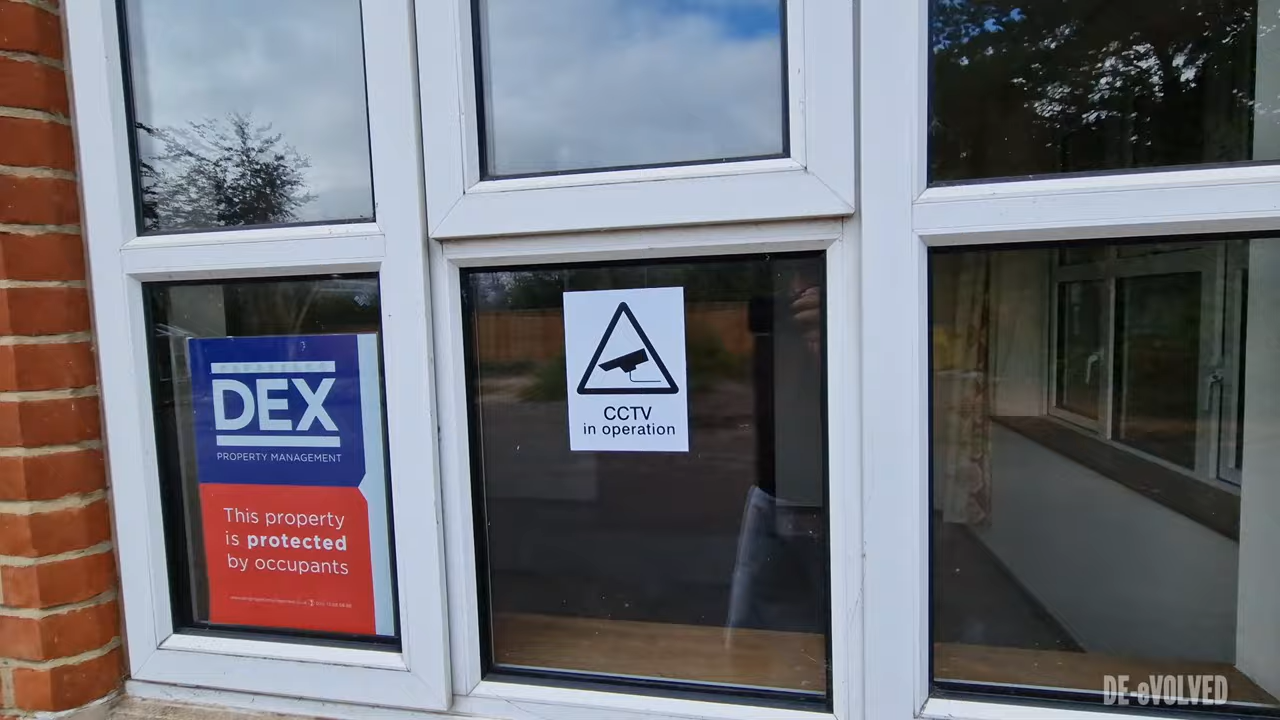 DEX
PROPERTY MANAGEMENT
This property
is protected
by occupants
CCTV
in operation
DE-eVOLVED